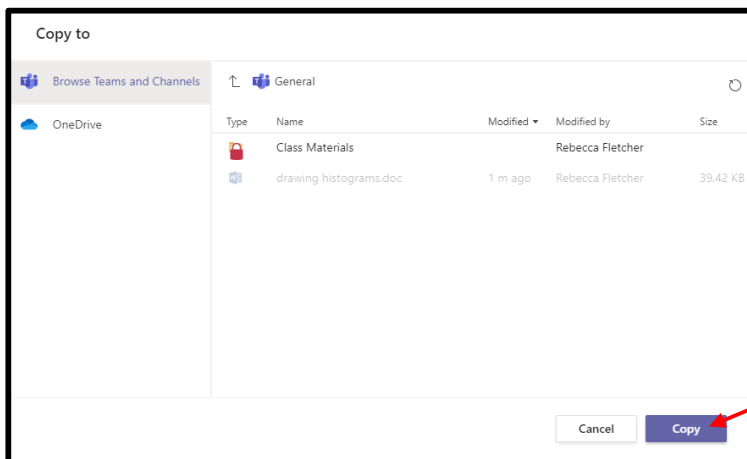 Copy to
Browse Teams and Channels
OneDrive
General
Type Name Modified Modified by Size
Class Materials Rebecca Fletcher
drawing histograms.doc 1 m ago Rebecca Fletcher 39.42 KB
Cancel Copy